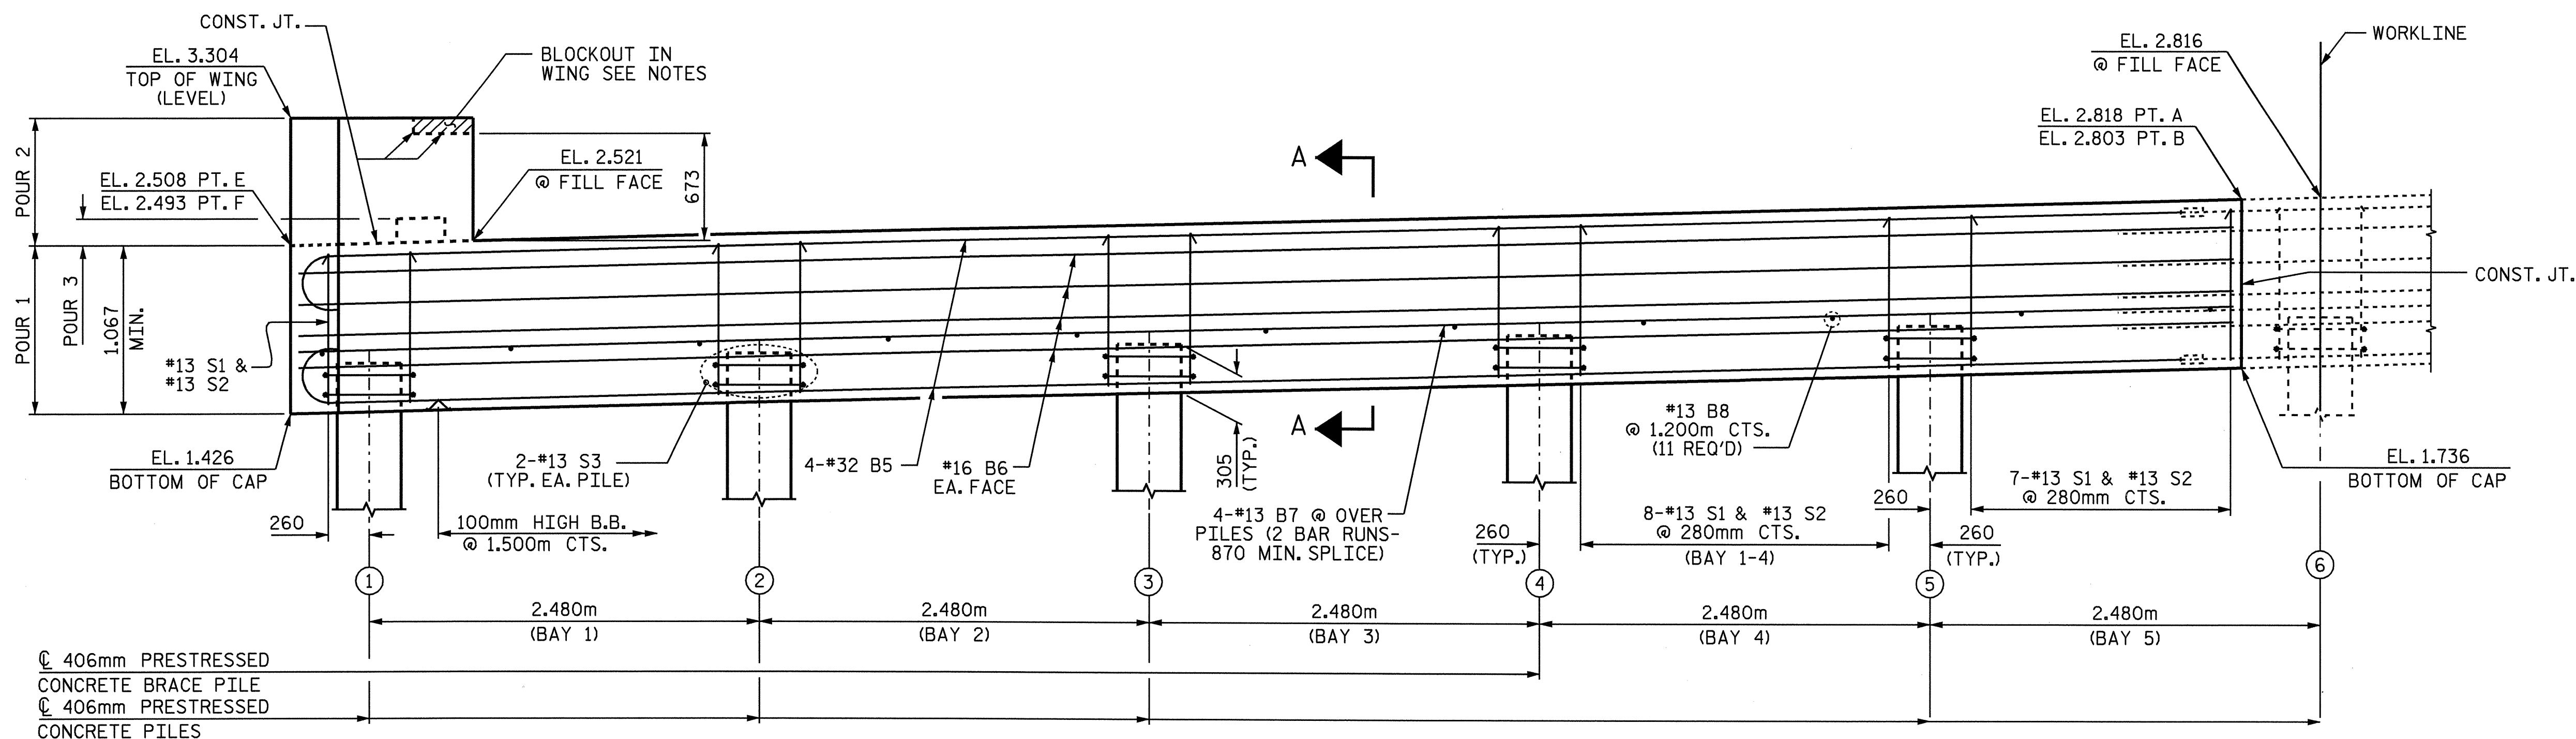 CONST. JT.
EL. 3.304
TOP OF WING
(LEVEL)
BLOCKOUT IN
WING SEE NOTES
EL. 2.816
@ FILL FACE
WORKLINE
EL. 2.818 PT. A
EL. 2.803 PT. B
POUR 2
EL. 2.508 PT. E
EL. 2.493 PT. F
EL. 2.521
@ FILL FACE
673
A
CONST. JT.
POUR 1
POUR 3
1.067
MIN.
#13 S1 &
#13 S2
EL. 1.426
BOTTOM OF CAP
260
100mm HIGH B.B.
@ 1.500m CTS.
2-#13 S3
(TYP. EA. PILE)
4-#32 B5
#16 B6
EA. FACE
305
(TYP.)
A
4-#13 B7 @ OVER
PILES (2 BAR RUNS-
870 MIN. SPLICE)
#13 B8
@ 1.200m CTS.
(11 REQ'D)
260
(TYP.)
8-#13 S1 & #13 S2
@ 280mm CTS.
(BAY 1-4)
260
260
(TYP.)
7-#13 S1 & #13 S2
@ 280mm CTS.
EL. 1.736
BOTTOM OF CAP
1
2
3
4
5
6
2.480m
(BAY 1)
2.480m
(BAY 2)
2.480m
(BAY 3)
2.480m
(BAY 4)
2.480m
(BAY 5)
℄ 406mm PRESTRESSED
CONCRETE BRACE PILE
℄ 406mm PRESTRESSED
CONCRETE PILES